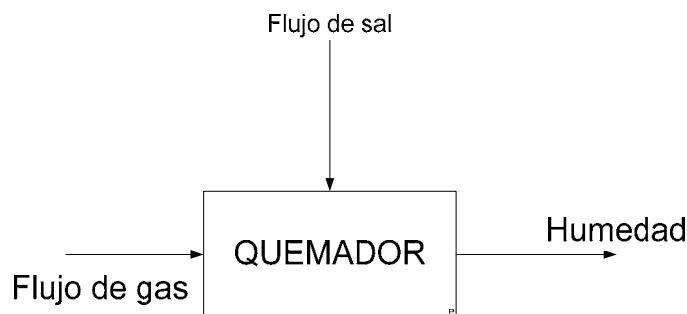 Flujo de sal
QUEMADOR
Humedad
Flujo de gas
P